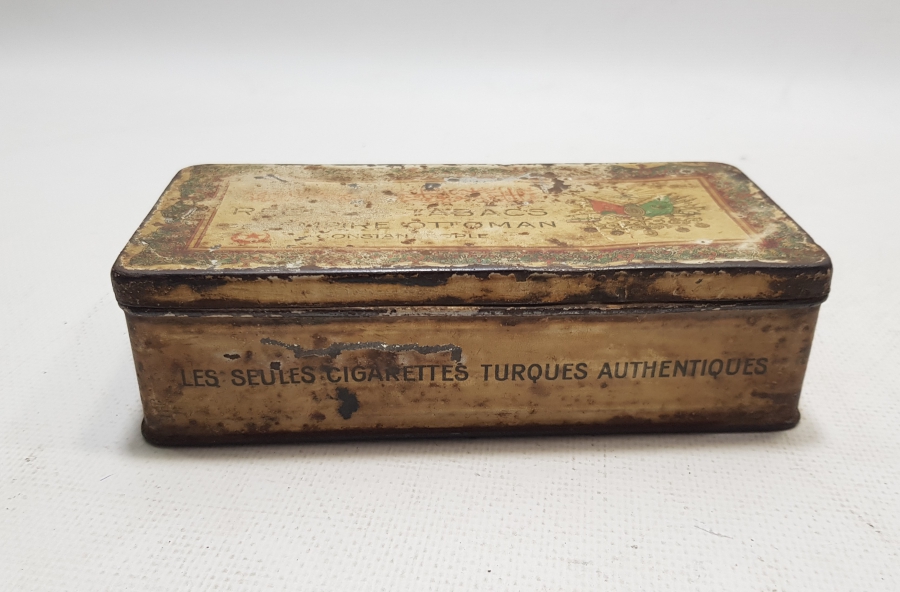 TABACS
OTTOMAN
LES SEULES CIGARETTES TURQUES AUTHENTIQUES